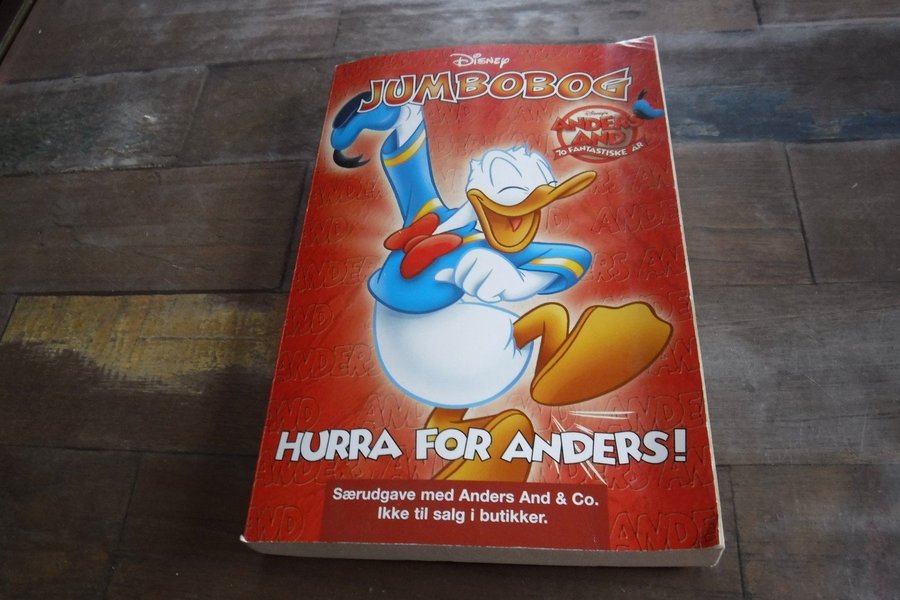 Disney
JUMBOBOG
Disney's
ANDERS
AND
70 FANTASTISKE ÅR
HURRA FOR ANDERS!
Særudgave med Anders And & Co.
Ikke til salg i butikker.